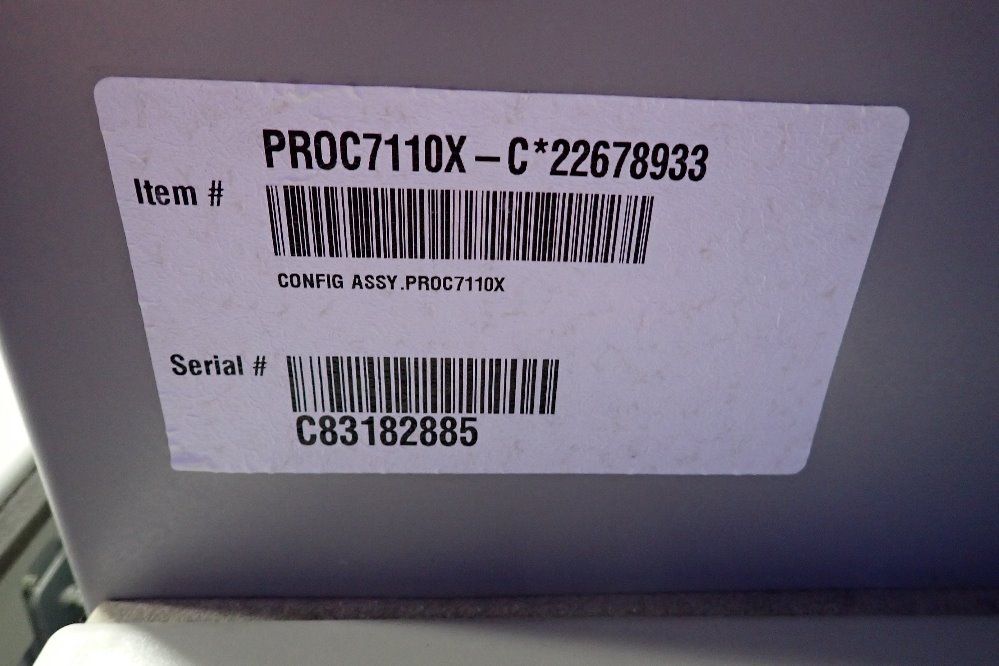 PROC7110X–C*22678933
Item #
CONFIG ASSY.PROC7110X
Serial #
C83182885